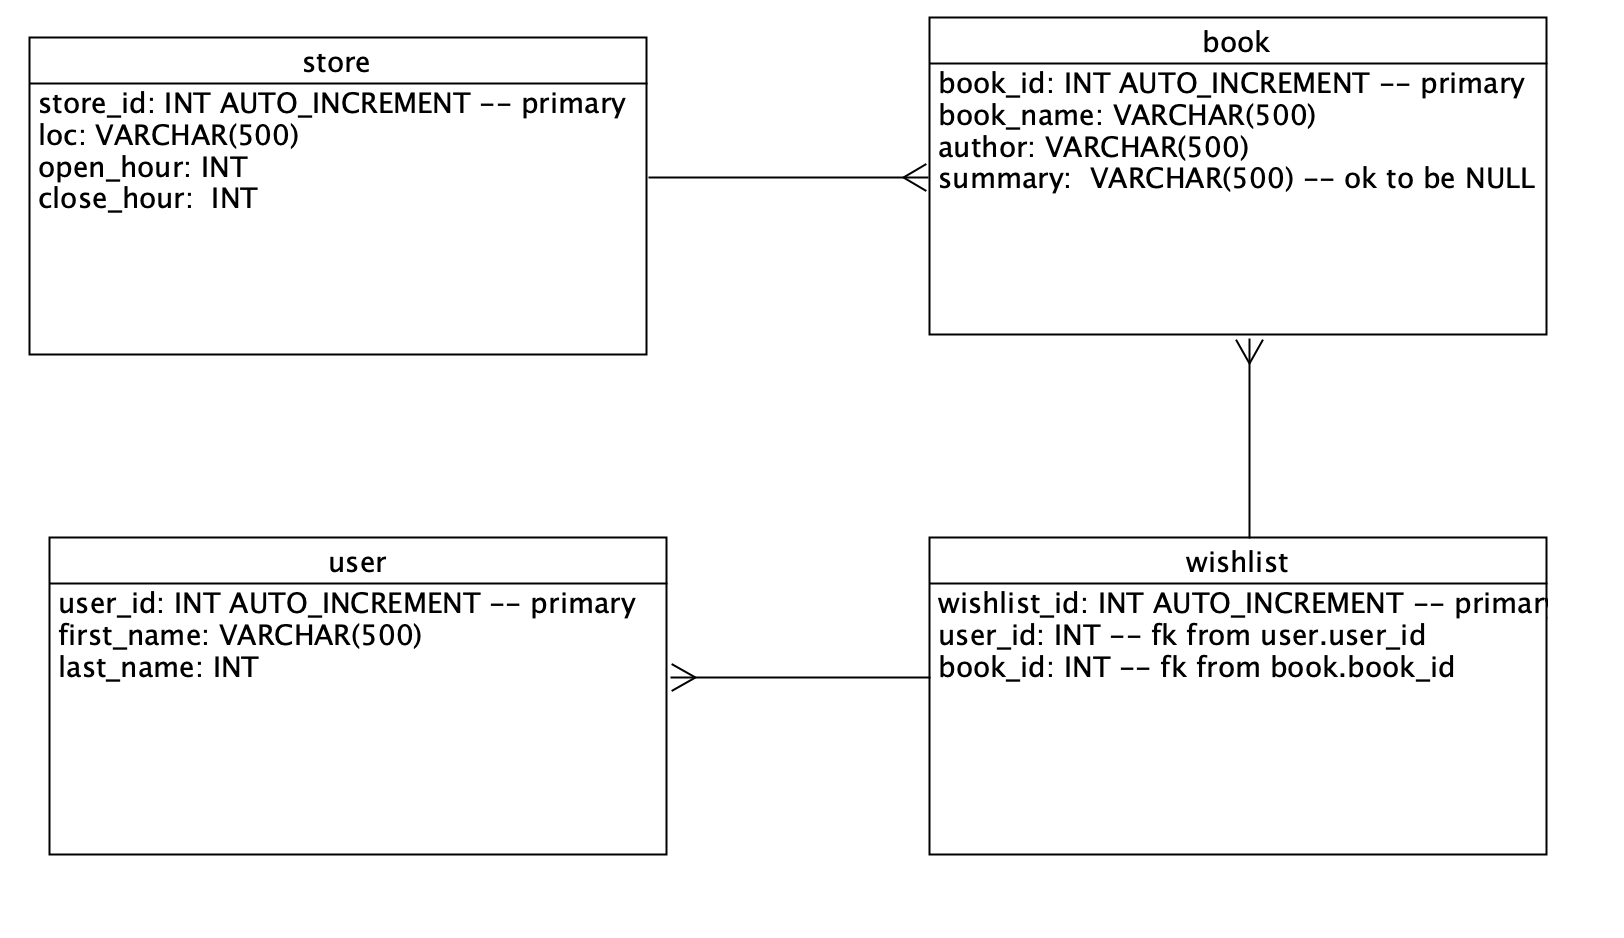 store
store_id: INT AUTO_INCREMENT -- primary
loc: VARCHAR(500)
open_hour: INT
close_hour:  INT
book
book_id: INT AUTO_INCREMENT -- primary
book_name: VARCHAR(500)
author: VARCHAR(500)
summary:  VARCHAR(500) -- ok to be NULL
user
user_id: INT AUTO_INCREMENT -- primary
first_name: VARCHAR(500)
last_name: INT
wishlist
wishlist_id: INT AUTO_INCREMENT -- primary
user_id: INT -- fk from user.user_id
book_id: INT -- fk from book.book_id